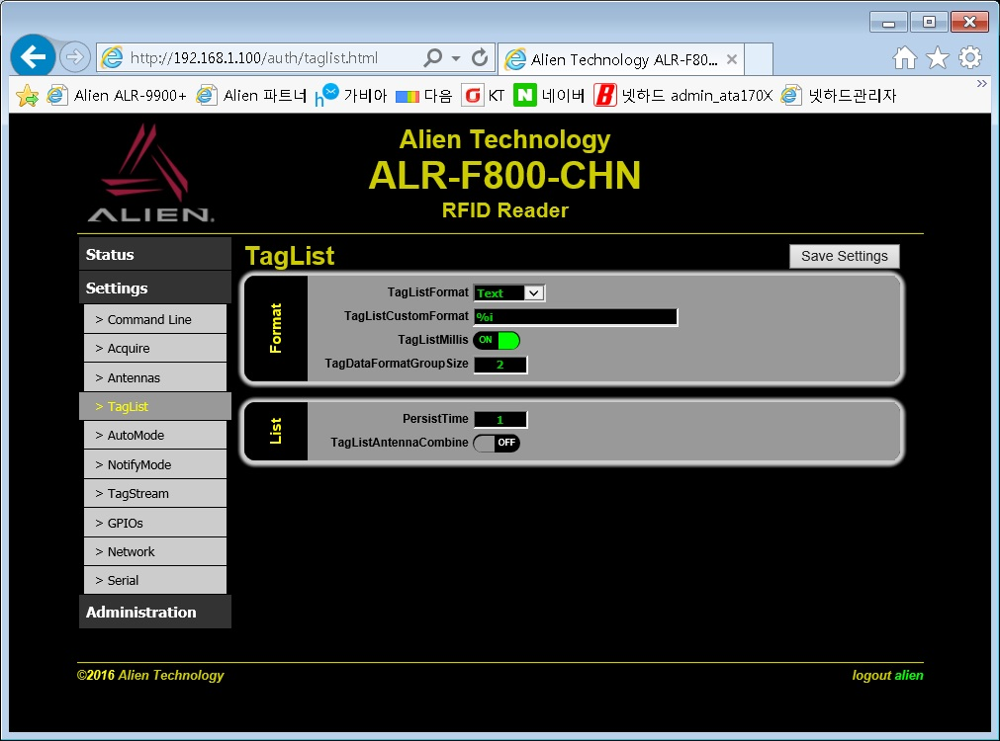 http://192.168.1.100/auth/taglist.html
Alien Technology ALR-F80...
Alien ALR-9900+ Alien 파트너 가비아 다음 KT 네이버 넷하드 admin_ata170X 넷하드관리자
Alien Technology
ALR-F800-CHN
RFID Reader
ALIEN.
Status
Settings
> Command Line
> Acquire
> Antennas
> TagList
> AutoMode
> NotifyMode
> TagStream
> GPIOs
> Network
> Serial
Administration
TagList
Save Settings
Format
TagListFormat Text
TagListCustomFormat %i
TagListMillis ON
TagDataFormatGroupSize 2
List
PersistTime 1
TagListAntennaCombine OFF
©2016 Alien Technology
logout alien